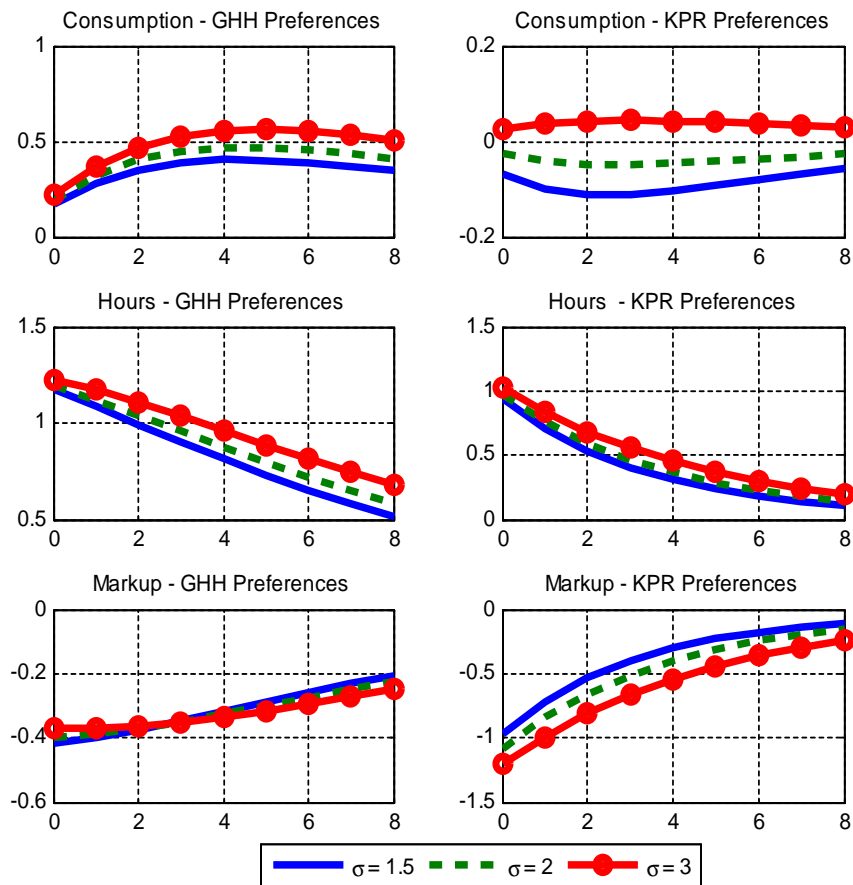 Consumption - GHH Preferences
Consumption - KPR Preferences
1
0.5
0
0 2 4 6 8
0.2
0
-0.2
0 2 4 6 8
Hours - GHH Preferences
Hours - KPR Preferences
1.5
1
0.5
0 2 4 6 8
1.5
1
0.5
0
0 2 4 6 8
Markup - GHH Preferences
Markup - KPR Preferences
0
-0.2
-0.4
-0.6
0 2 4 6 8
0
-0.5
-1
-1.5
0 2 4 6 8
σ= 1.5 σ= 2 σ= 3